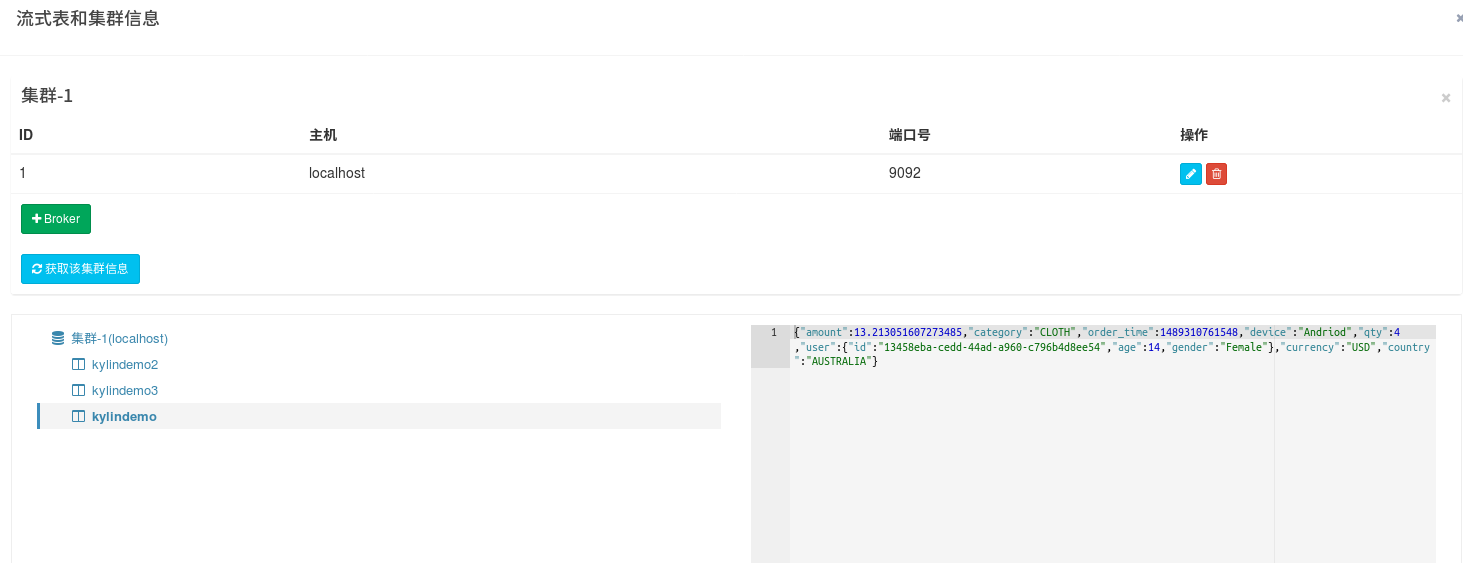 流式表和集群信息
集群-1
ID 主机 端口号 操作
1 localhost 9092
Broker
获取该集群信息
集群-1(localhost)
kylindemo2
kylindemo3
kylindemo
1 {"amount":13.213051607273485,"category":"CLOTH","order_time":1489310761548,"device":"Andriod","qty":4
,"user":{"id":"13458eba-cedd-44ad-a960-c796b4d8ee54","age":14,"gender":"Female"},"currency":"USD","country
":"AUSTRALIA"}